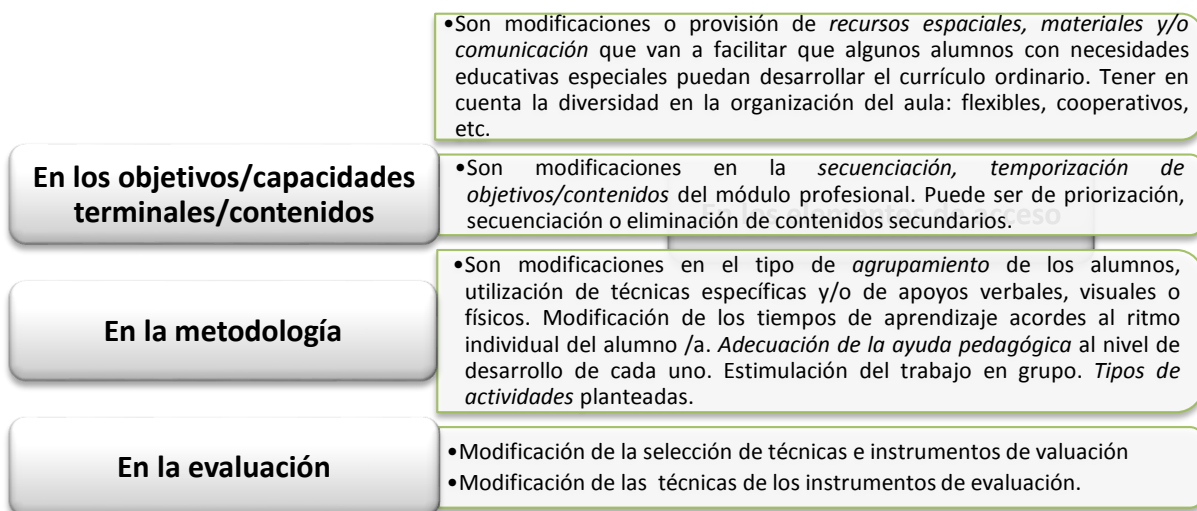 •Son modificaciones o provisión de recursos espaciales, materiales y/o
comunicación que van a facilitar que algunos alumnos con necesidades
educativas especiales puedan desarrollar el currículo ordinario. Tener en
cuenta la diversidad en la organización del aula: flexibles, cooperativos,
etc.
En los objetivos/capacidades
terminales/contenidos
•Son modificaciones en la secuenciación, temporización de
objetivos/contenidos del módulo profesional. Puede ser de priorización,
secuenciación o eliminación de contenidos secundarios.
En los elementos de acceso
En la metodología
•Son modificaciones en el tipo de agrupamiento de los alumnos,
utilización de técnicas específicas y/o de apoyos verbales, visuales o
físicos. Modificación de los tiempos de aprendizaje acordes al ritmo
individual del alumno /a. Adecuación de la ayuda pedagógica al nivel de
desarrollo de cada uno. Estimulación del trabajo en grupo. Tipos de
actividades planteadas.
En la evaluación
•Modificación de la selección de técnicas e instrumentos de valuación
•Modificación de las técnicas de los instrumentos de evaluación.